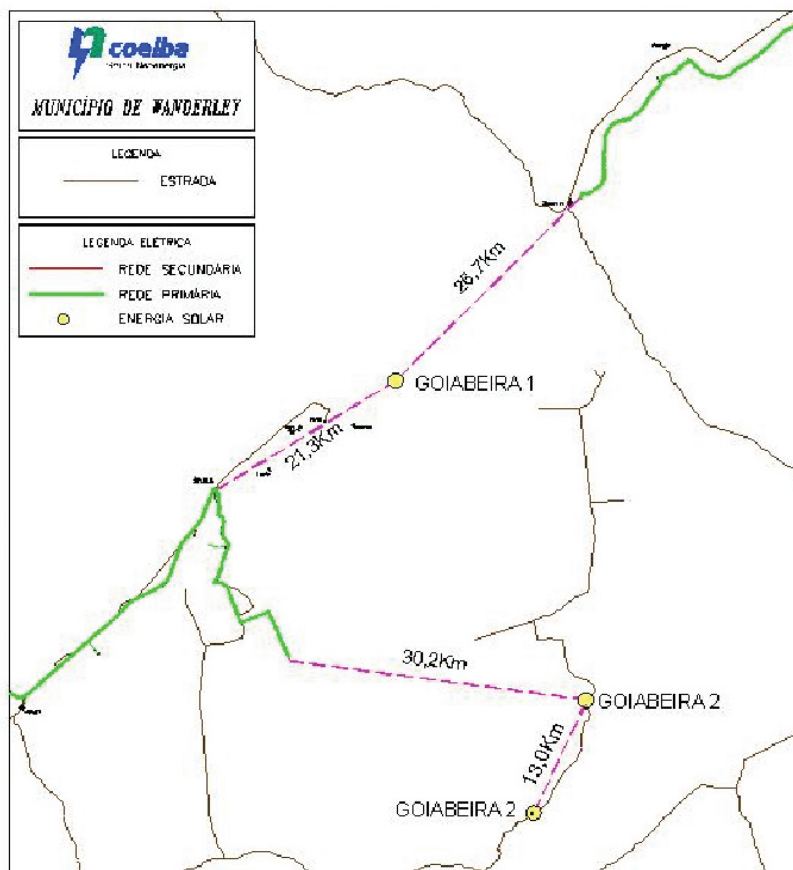 coelba
MUNICÍPIO DE WANDERLEY
LEGENDA
ESTRADA
LEGENDA ELÉTRICA
REDE SECUNDÁRIA
REDE PRIMÁRIA
ENERGIA SOLAR
26,7Km
GOIABEIRA 1
21,3Km
30,2Km
GOIABEIRA 2
13,0Km
GOIABEIRA 2